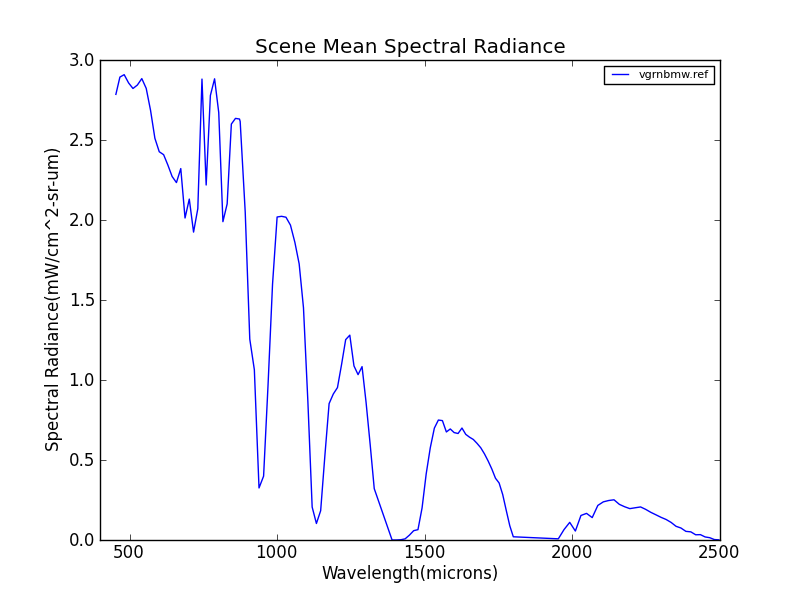 Scene Mean Spectral Radiance
vgrnbmw.ref
3.0
2.5
2.0
1.5
1.0
0.5
0.0
Spectral Radiance(mW/cm^2-sr-um)
500 1000 1500 2000 2500
Wavelength(microns)